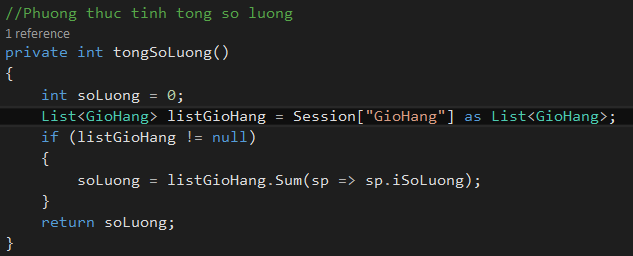 //Phuong thuc tinh tong so luong
1 reference
private int tongSoLuong()
{
    int soLuong = 0;
    List<GioHang> listGioHang = Session["GioHang"] as List<GioHang>;
    if (listGioHang != null)
    {
        soLuong = listGioHang.Sum(sp => sp.iSoLuong);
    }
    return soLuong;
}